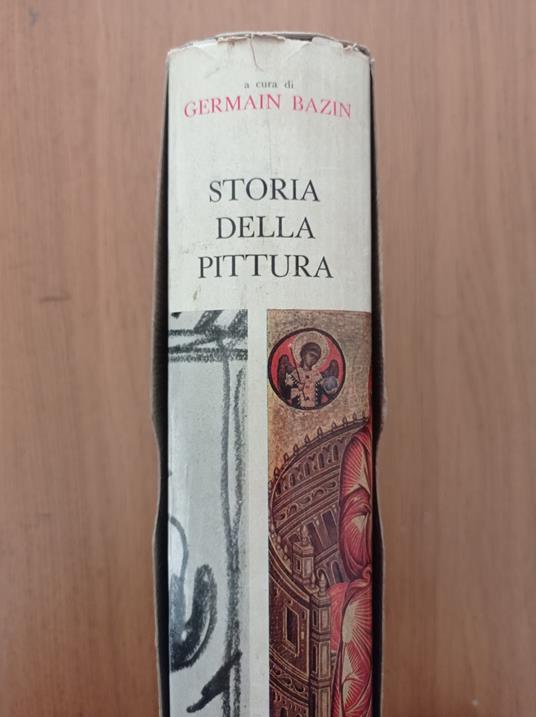 a cura di
GERMAIN BAZIN
STORIA
DELLA
PITTURA